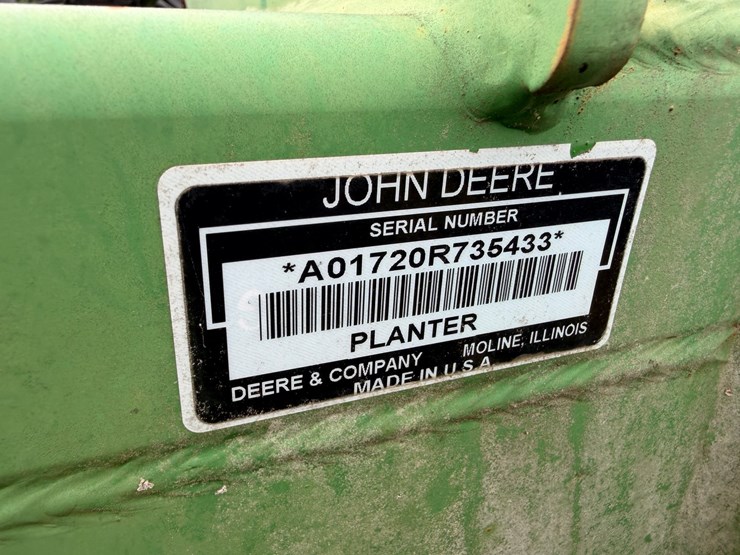 JOHN DEERE
SERIAL NUMBER
*A01720R735433*
PLANTER
DEERE & COMPANY MOLINE, ILLINOIS
MADE IN U S A